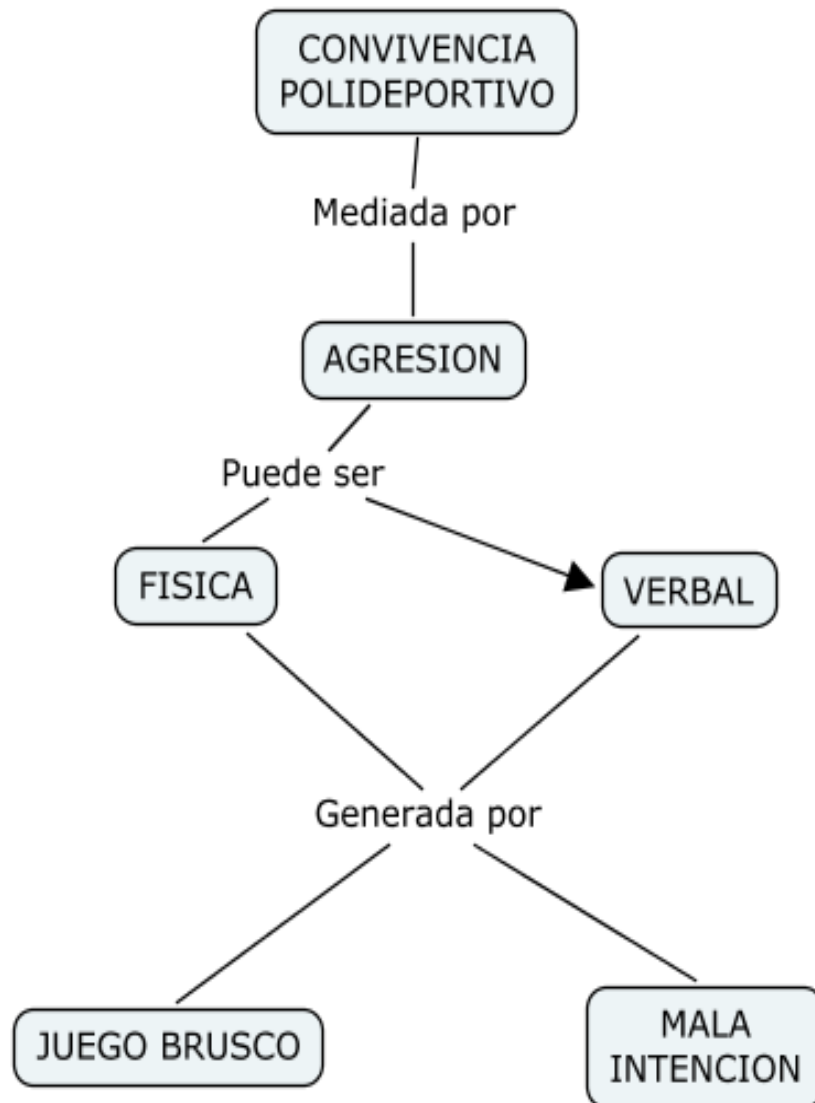 CONVIVENCIA
POLIDEPORTIVO
Mediada por
AGRESION
Puede ser
FISICA
VERBAL
Generada por
JUEGO BRUSCO
MALA
INTENCION